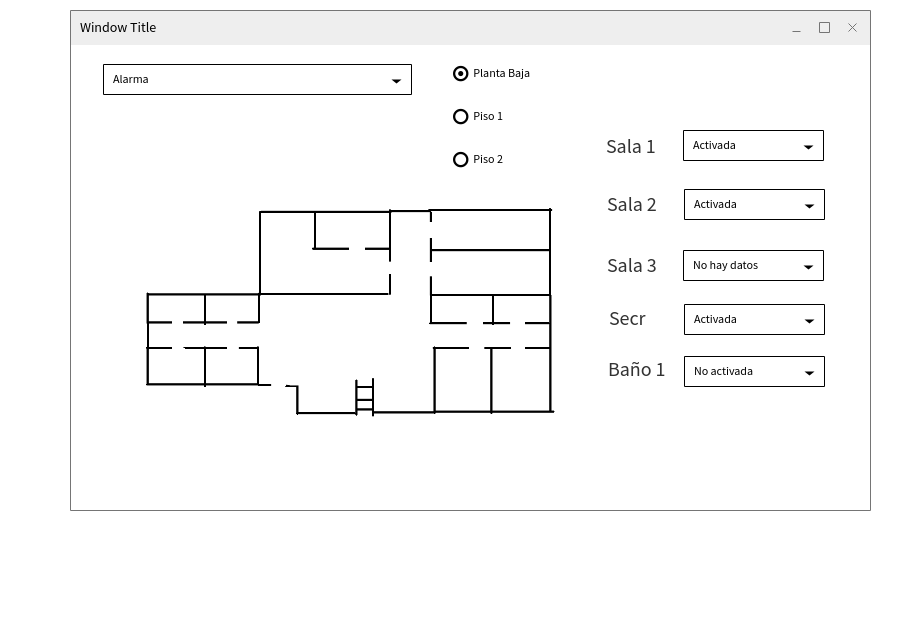 Window Title
Alarma
Planta Baja
Piso 1
Piso 2
Sala 1 Activada
Sala 2 Activada
Sala 3 No hay datos
Secr Activada
Baño 1 No activada